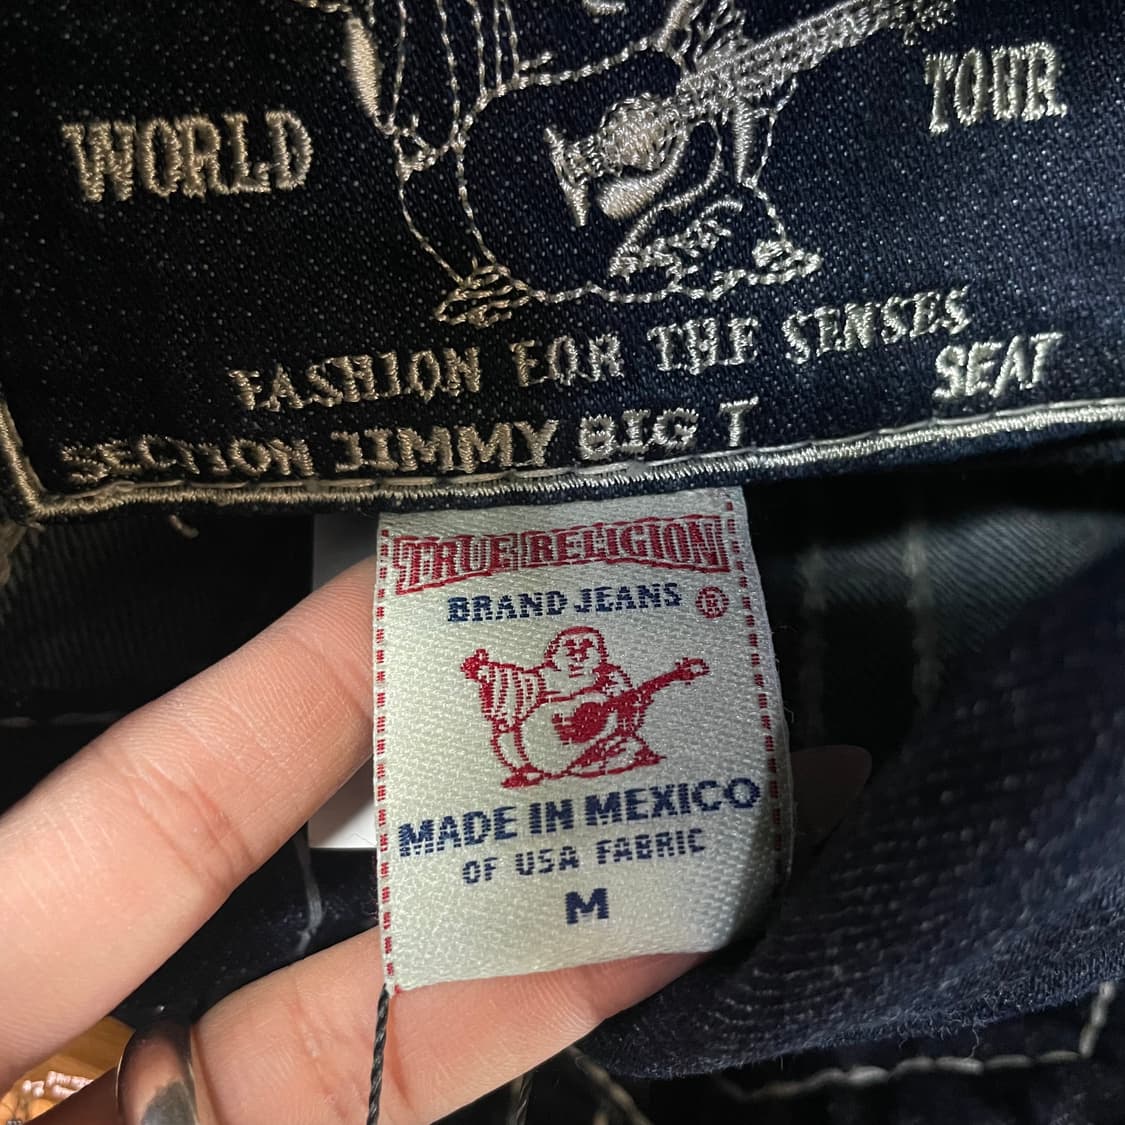 WORLD TOUR
FASHION FOR THE SENSES
SECTION JIMMY BIG T SEAT
TRUE RELIGION
BRAND JEANS ®
MADE IN MEXICO
OF USA FABRIC
M